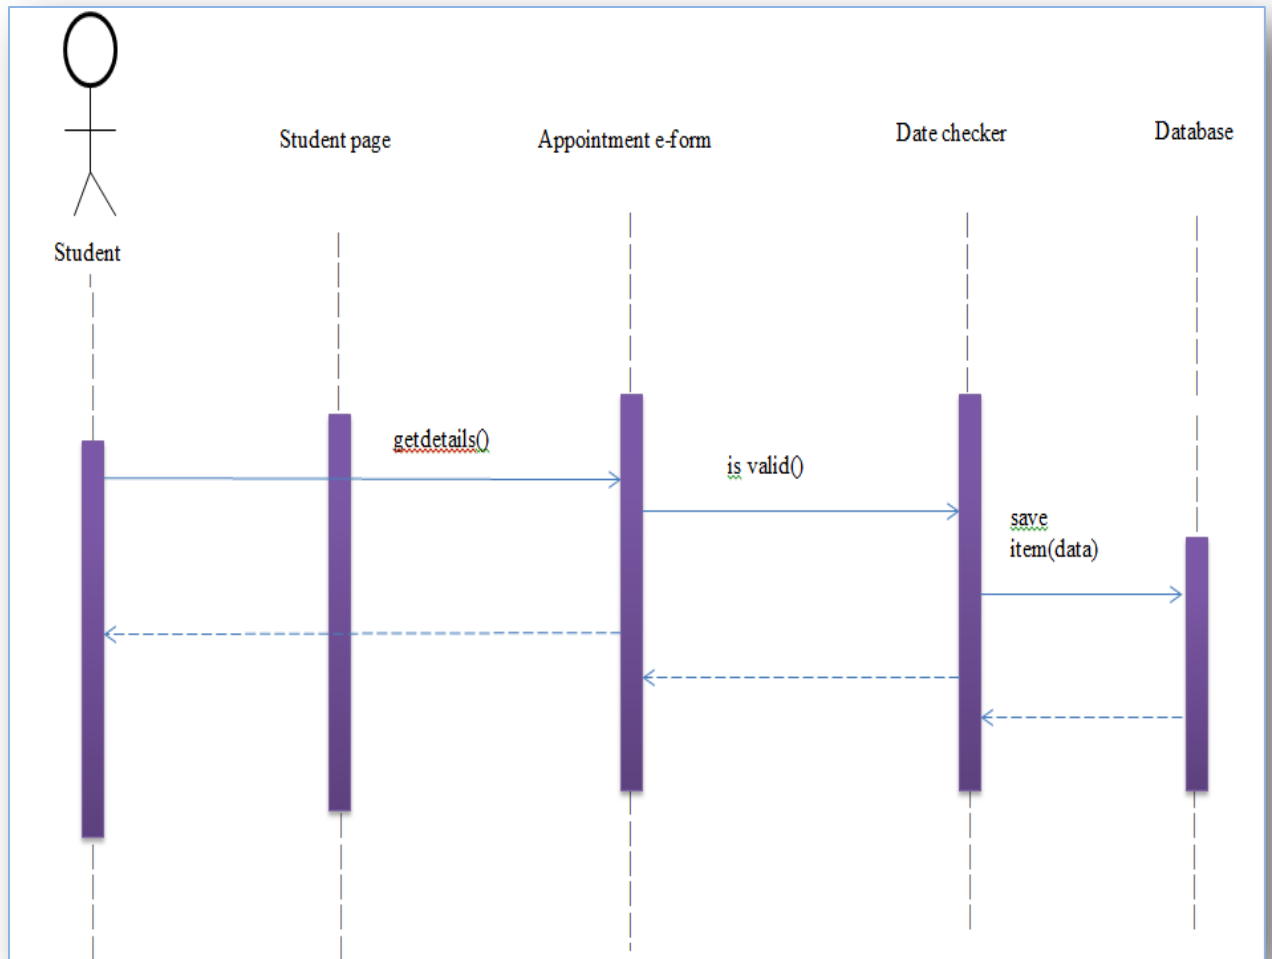 Student page
Appointment e-form
Date checker
Database
Student
getdetails()
is valid()
save
item(data)